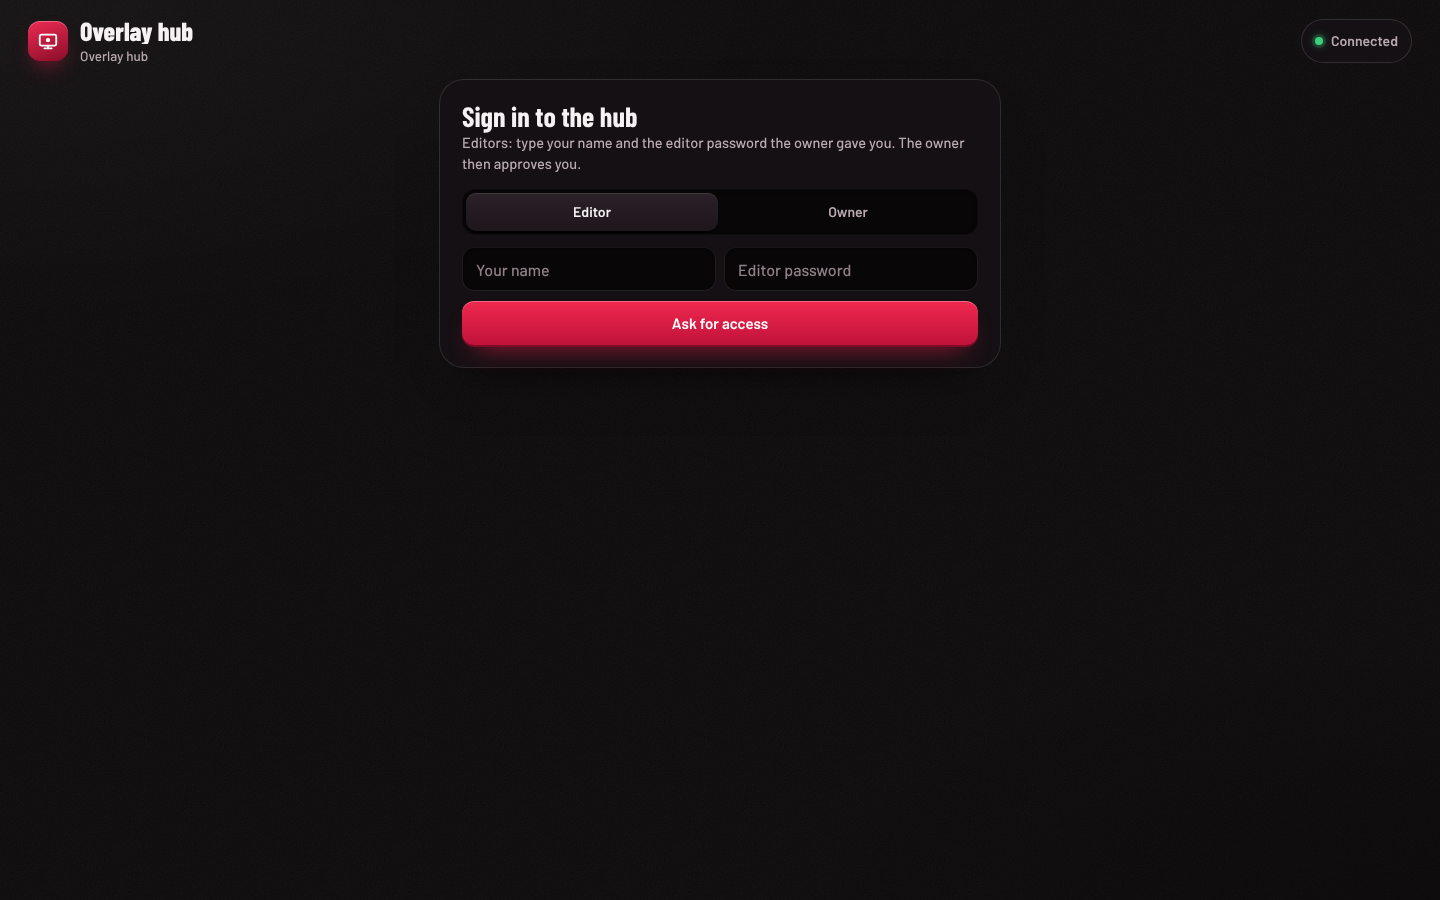 Overlay hub
Overlay hub
Connected
Sign in to the hub
Editors: type your name and the editor password the owner gave you. The owner
then approves you.
Editor
Owner
Your name
Editor password
Ask for access